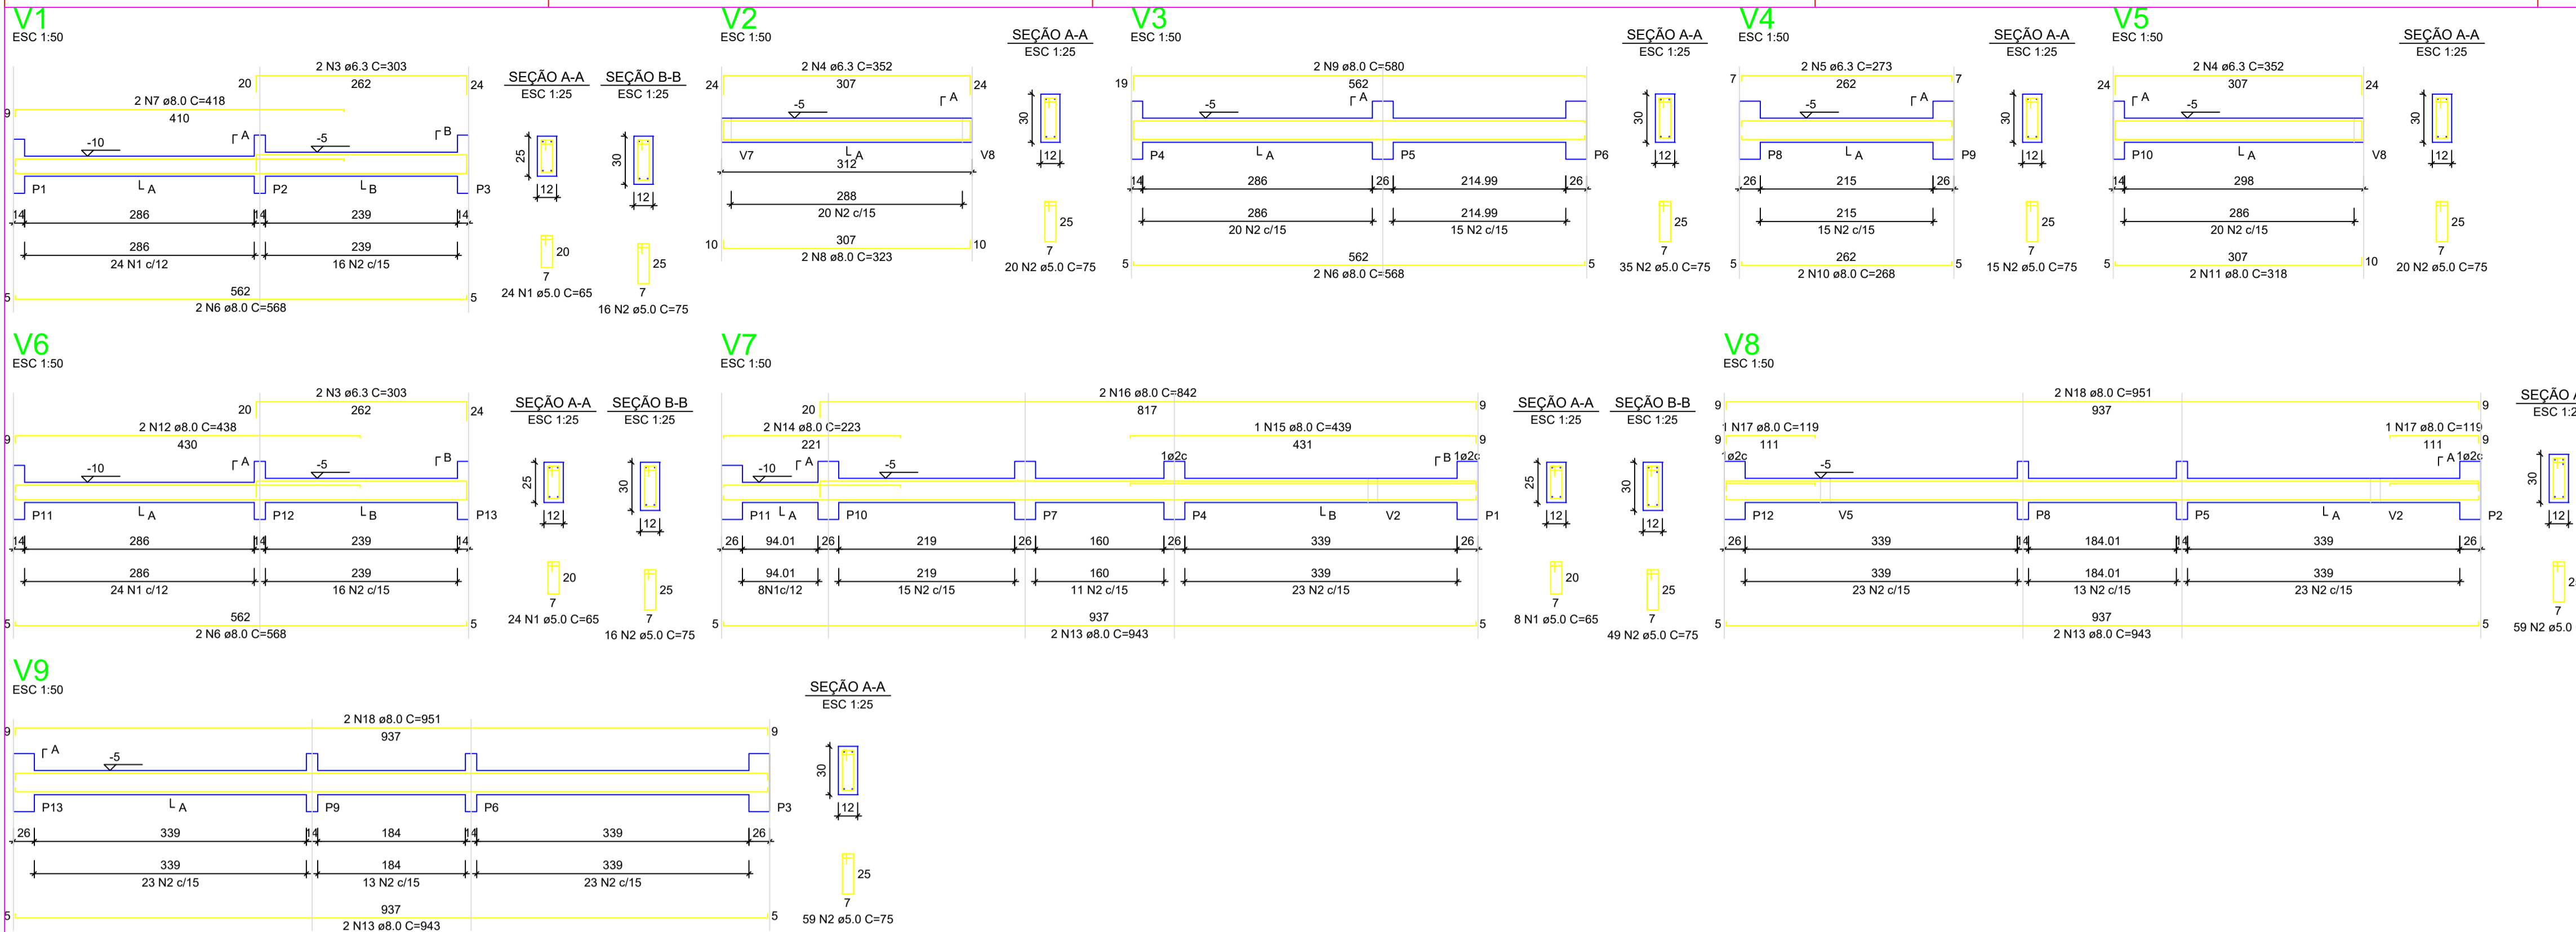 V1
ESC 1:50
2 N3 ø6.3 C=303
20 262 24
2 N7 ø8.0 C=418
9 410
-10 A -5 B
P1 A P2 B P3
14 286 14 239 14
286 239
24 N1 c/12 16 N2 c/15
5 562 5
2 N6 ø8.0 C=568
SEÇÃO A-A
ESC 1:25
25
12
20
7
24 N1 ø5.0 C=65
SEÇÃO B-B
ESC 1:25
30
12
25
7
16 N2 ø5.0 C=75
V2
ESC 1:50
2 N4 ø6.3 C=352
24 307 24
A
-5
V7 A V8
312
288
20 N2 c/15
10 307 10
2 N8 ø8.0 C=323
SEÇÃO A-A
ESC 1:25
30
12
25
7
20 N2 ø5.0 C=75
V3
ESC 1:50
2 N9 ø8.0 C=580
19 562
-5 A
P4 A P5 P6
14 286 26 214.99 26
286 214.99
20 N2 c/15 15 N2 c/15
5 562 5
2 N6 ø8.0 C=568
SEÇÃO A-A
ESC 1:25
30
12
25
7
35 N2 ø5.0 C=75
V4
ESC 1:50
2 N5 ø6.3 C=273
7 262 7
-5 A
P8 A P9
26 215 26
215
15 N2 c/15
5 262 5
2 N10 ø8.0 C=268
SEÇÃO A-A
ESC 1:25
30
12
25
7
15 N2 ø5.0 C=75
V5
ESC 1:50
2 N4 ø6.3 C=352
24 307 24
A -5
P10 A V8
14 298
286
20 N2 c/15
5 307 10
2 N11 ø8.0 C=318
SEÇÃO A-A
ESC 1:25
30
12
25
7
20 N2 ø5.0 C=75
V6
ESC 1:50
2 N3 ø6.3 C=303
20 262 24
2 N12 ø8.0 C=438
9 430
-10 A -5 B
P11 A P12 B P13
14 286 14 239 14
286 239
24 N1 c/12 16 N2 c/15
5 562 5
2 N6 ø8.0 C=568
SEÇÃO A-A
ESC 1:25
25
12
20
7
24 N1 ø5.0 C=65
SEÇÃO B-B
ESC 1:25
30
12
25
7
16 N2 ø5.0 C=75
V7
ESC 1:50
2 N16 ø8.0 C=842
20 817 9
2 N14 ø8.0 C=223 1 N15 ø8.0 C=439
221 431 9
1ø2c B 1ø2c
-10 A -5
P11 A P10 P7 P4 B V2 P1
26 94.01 26 219 26 160 26 339 26
94.01 219 160 339
8N1c/12 15 N2 c/15 11 N2 c/15 23 N2 c/15
5 937 5
2 N13 ø8.0 C=943
SEÇÃO A-A
ESC 1:25
25
12
20
7
8 N1 ø5.0 C=65
SEÇÃO B-B
ESC 1:25
30
12
25
7
49 N2 ø5.0 C=75
V8
ESC 1:50
2 N18 ø8.0 C=951
9 937 9
1 N17 ø8.0 C=119 1 N17 ø8.0 C=119
9 111 111 9
1ø2c A 1ø2c
-5
P12 V5 P8 P5 A V2 P2
26 339 14 184.01 14 339 26
339 184.01 339
23 N2 c/15 13 N2 c/15 23 N2 c/15
5 937 5
2 N13 ø8.0 C=943
SEÇÃO
ESC
30
12
7
59 N2 ø5.0
V9
ESC 1:50
2 N18 ø8.0 C=951
9 937 9
A -5
P13 A P9 P6 P3
26 339 14 184 14 339 26
339 184 339
23 N2 c/15 13 N2 c/15 23 N2 c/15
5 937 5
2 N13 ø8.0 C=943
SEÇÃO A-A
ESC 1:25
30
12
25
7
59 N2 ø5.0 C=75